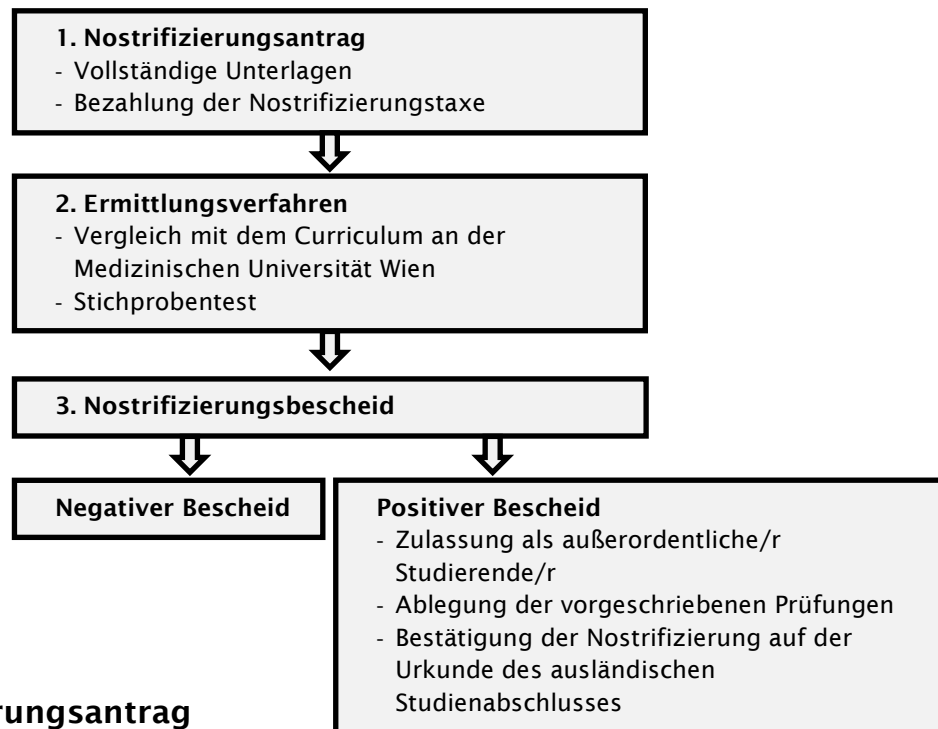 1. Nostrifizierungsantrag
- Vollständige Unterlagen
- Bezahlung der Nostrifizierungstaxe
2. Ermittlungsverfahren
- Vergleich mit dem Curriculum an der
Medizinischen Universität Wien
- Stichprobentest
3. Nostrifizierungsbescheid
Negativer Bescheid
Positiver Bescheid
- Zulassung als außerordentliche/r
Studierende/r
- Ablegung der vorgeschriebenen Prüfungen
- Bestätigung der Nostrifizierung auf der
Urkunde des ausländischen
Studienabschlusses
rungsantrag